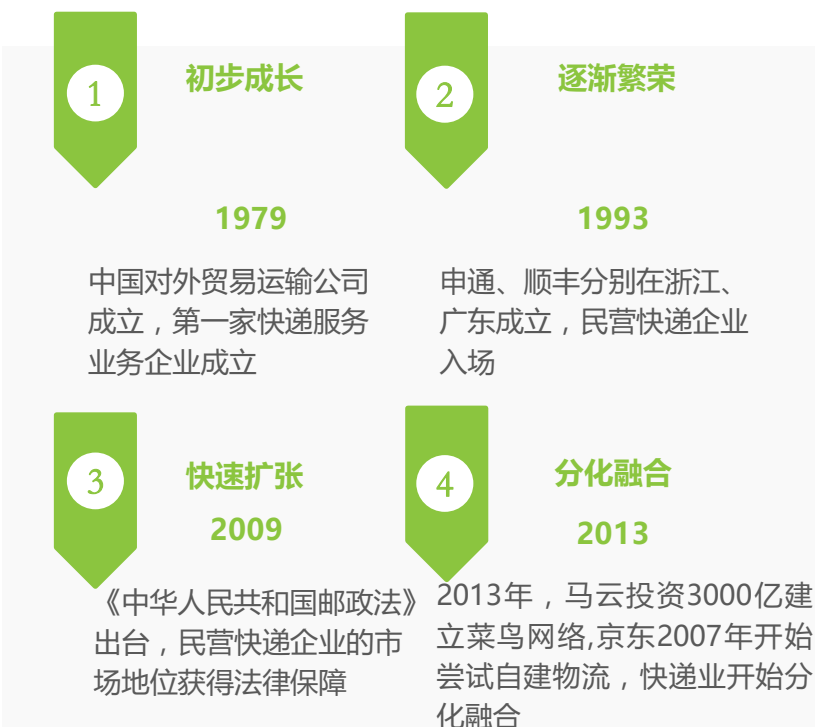 1
初步成长
1979
中国对外贸易运输公司
成立，第一家快递服务
业务企业成立
2
逐渐繁荣
1993
申通、顺丰分别在浙江、
广东成立，民营快递企业
入场
3
快速扩张
2009
《中华人民共和国邮政法》
出台，民营快递企业的市
场地位获得法律保障
4
分化融合
2013
2013年，马云投资3000亿建
立菜鸟网络,京东2007年开始
尝试自建物流，快递业开始分
化融合